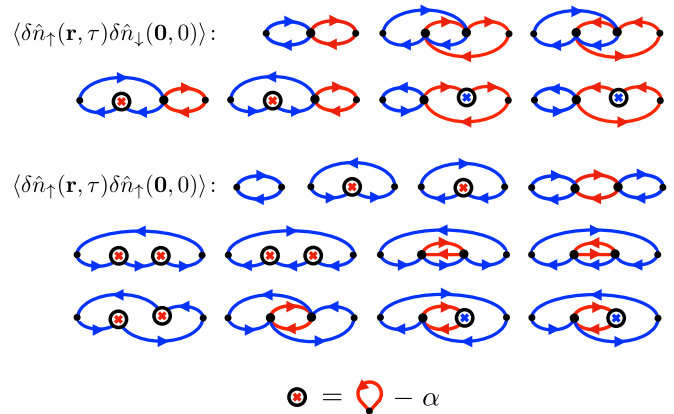 ⟨δn̂↑(r, τ)δn̂↓(0, 0)⟩:
⟨δn̂↑(r, τ)δn̂↑(0, 0)⟩:
= − α